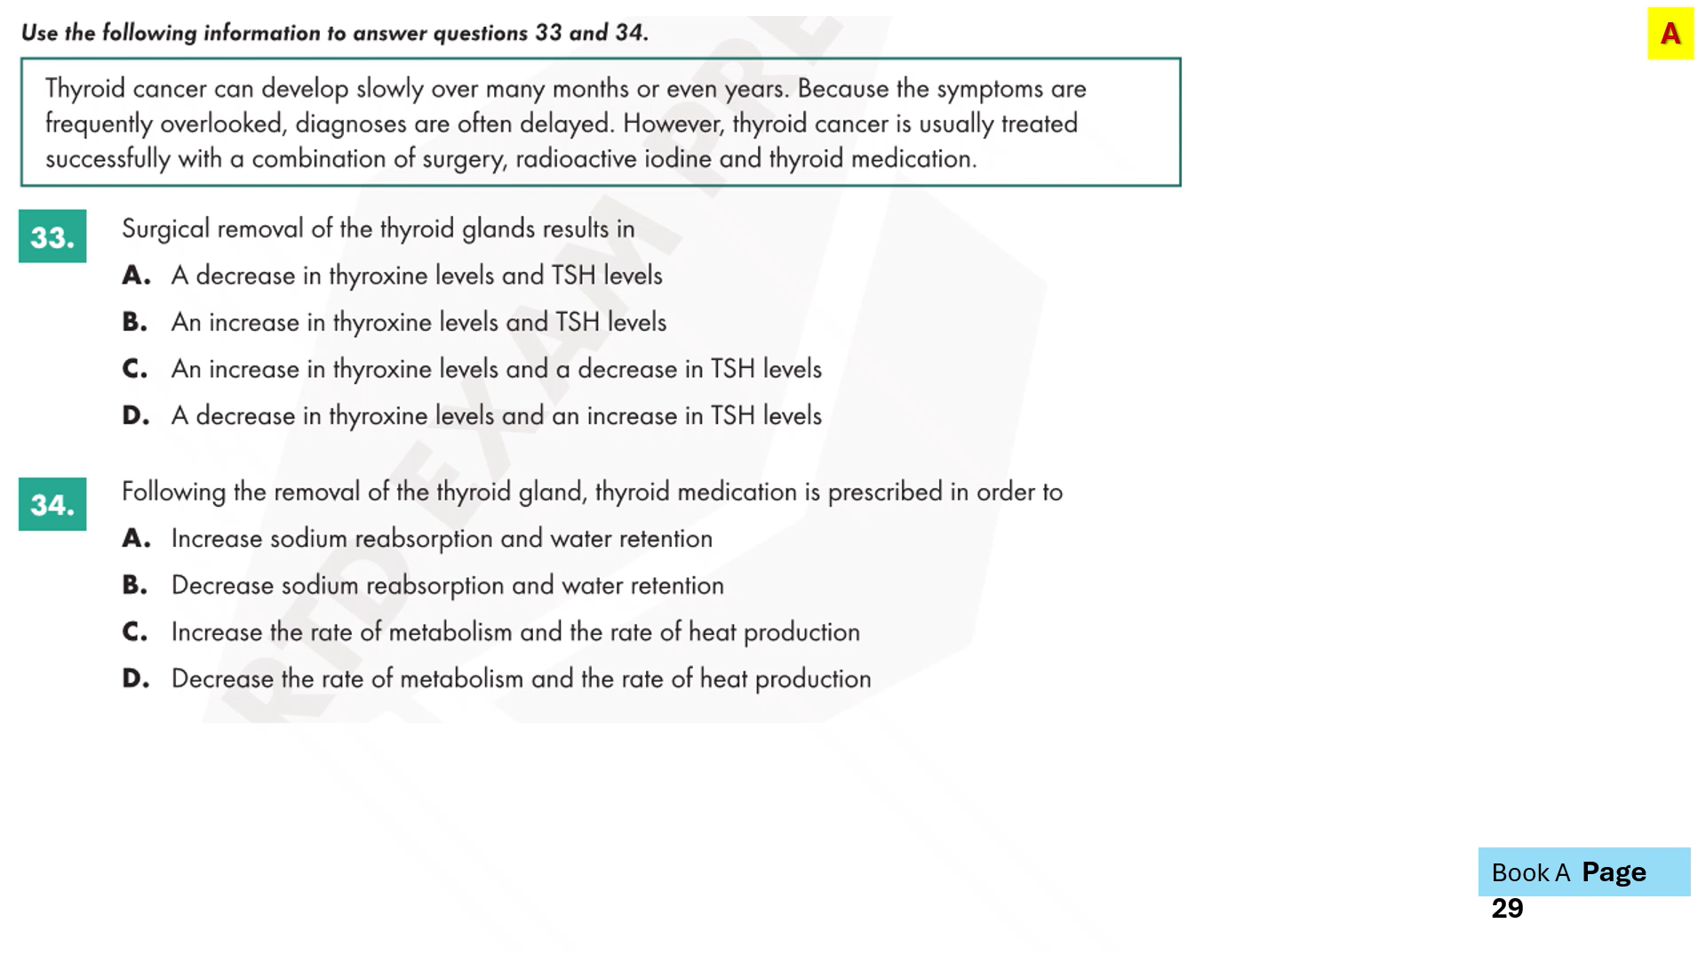 Use the following information to answer questions 33 and 34.
A
Thyroid cancer can develop slowly over many months or even years. Because the symptoms are
frequently overlooked, diagnoses are often delayed. However, thyroid cancer is usually treated
successfully with a combination of surgery, radioactive iodine and thyroid medication.
33. Surgical removal of the thyroid glands results in
A. A decrease in thyroxine levels and TSH levels
B. An increase in thyroxine levels and TSH levels
C. An increase in thyroxine levels and a decrease in TSH levels
D. A decrease in thyroxine levels and an increase in TSH levels
34. Following the removal of the thyroid gland, thyroid medication is prescribed in order to
A. Increase sodium reabsorption and water retention
B. Decrease sodium reabsorption and water retention
C. Increase the rate of metabolism and the rate of heat production
D. Decrease the rate of metabolism and the rate of heat production
RTD EXAM PRE
Book A Page
29